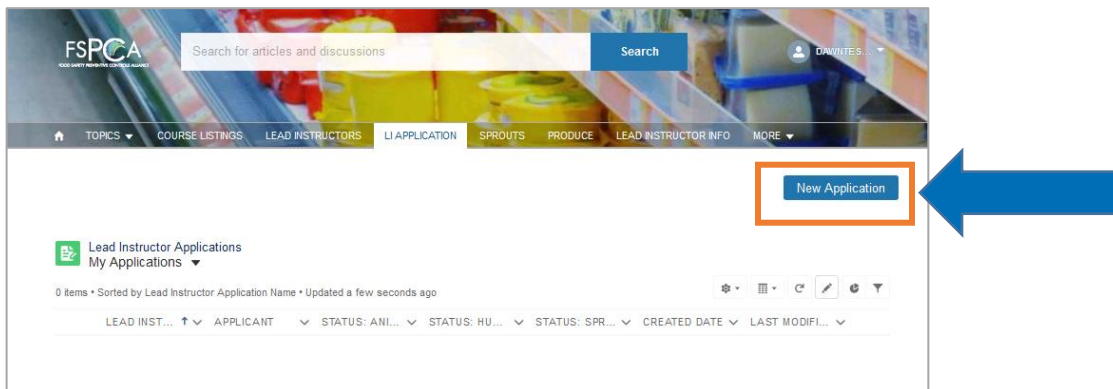 FSPCA
FOOD SAFETY PREVENTIVE CONTROLS ALLIANCE
Search for articles and discussions
Search
DAWNTE S...
TOPICS
COURSE LISTINGS
LEAD INSTRUCTORS
LI APPLICATION
SPROUTS
PRODUCE
LEAD INSTRUCTOR INFO
MORE
New Application
Lead Instructor Applications
My Applications
0 items • Sorted by Lead Instructor Application Name • Updated a few seconds ago
LEAD INST... ↑ APPLICANT STATUS: ANI... STATUS: HU... STATUS: SPR... CREATED DATE LAST MODIFI...